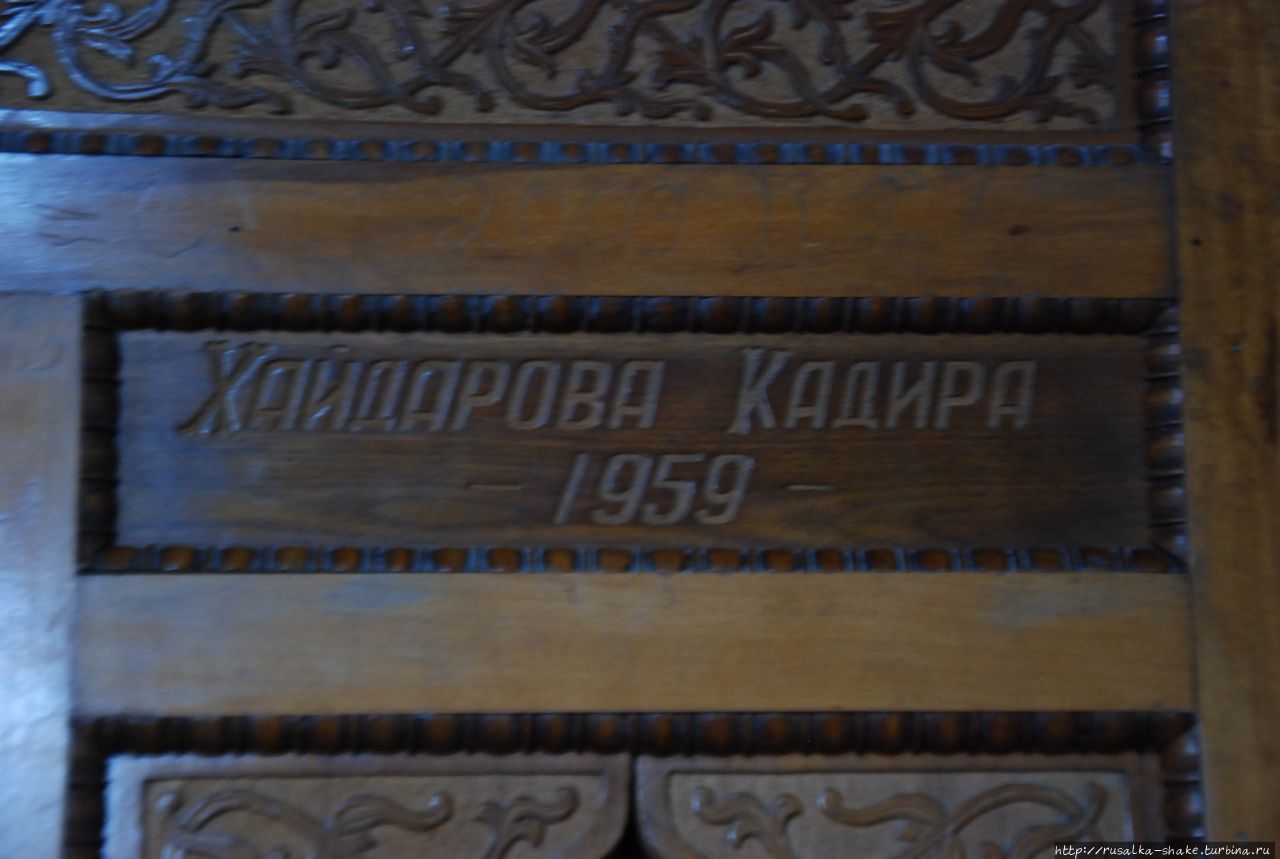 ХАЙДАРОВА КАДИРА
- 1959 -
http://rusalka-shake.turbina.ru